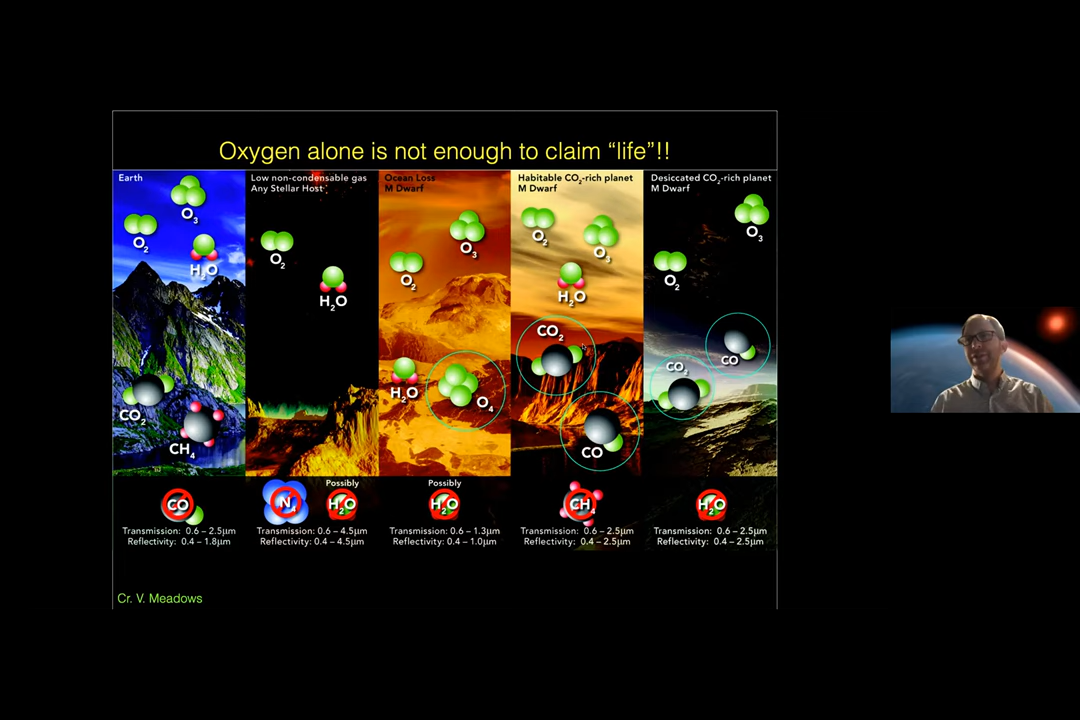 Oxygen alone is not enough to claim “life”!!
Earth
O3
O2
H2O
CO2
CH4
CO
Transmission: 0.6 – 2.5μm
Reflectivity: 0.4 – 1.8μm
Low non-condensable gas
Any Stellar Host
O2
H2O
Possibly
H2O
Transmission: 0.6 – 4.5μm
Reflectivity: 0.4 – 4.5μm
Ocean Loss
M Dwarf
O3
O2
H2O
O4
Possibly
H2O
Transmission: 0.6 – 1.3μm
Reflectivity: 0.4 – 1.0μm
Habitable CO2-rich planet
M Dwarf
O2
O3
H2O
CO2
CO
CH4
Transmission: 0.6 – 2.5μm
Reflectivity: 0.4 – 2.5μm
Desiccated CO2-rich planet
M Dwarf
O3
O2
CO
CO2
H2O
Transmission: 0.6 – 2.5μm
Reflectivity: 0.4 – 2.5μm
Cr. V. Meadows